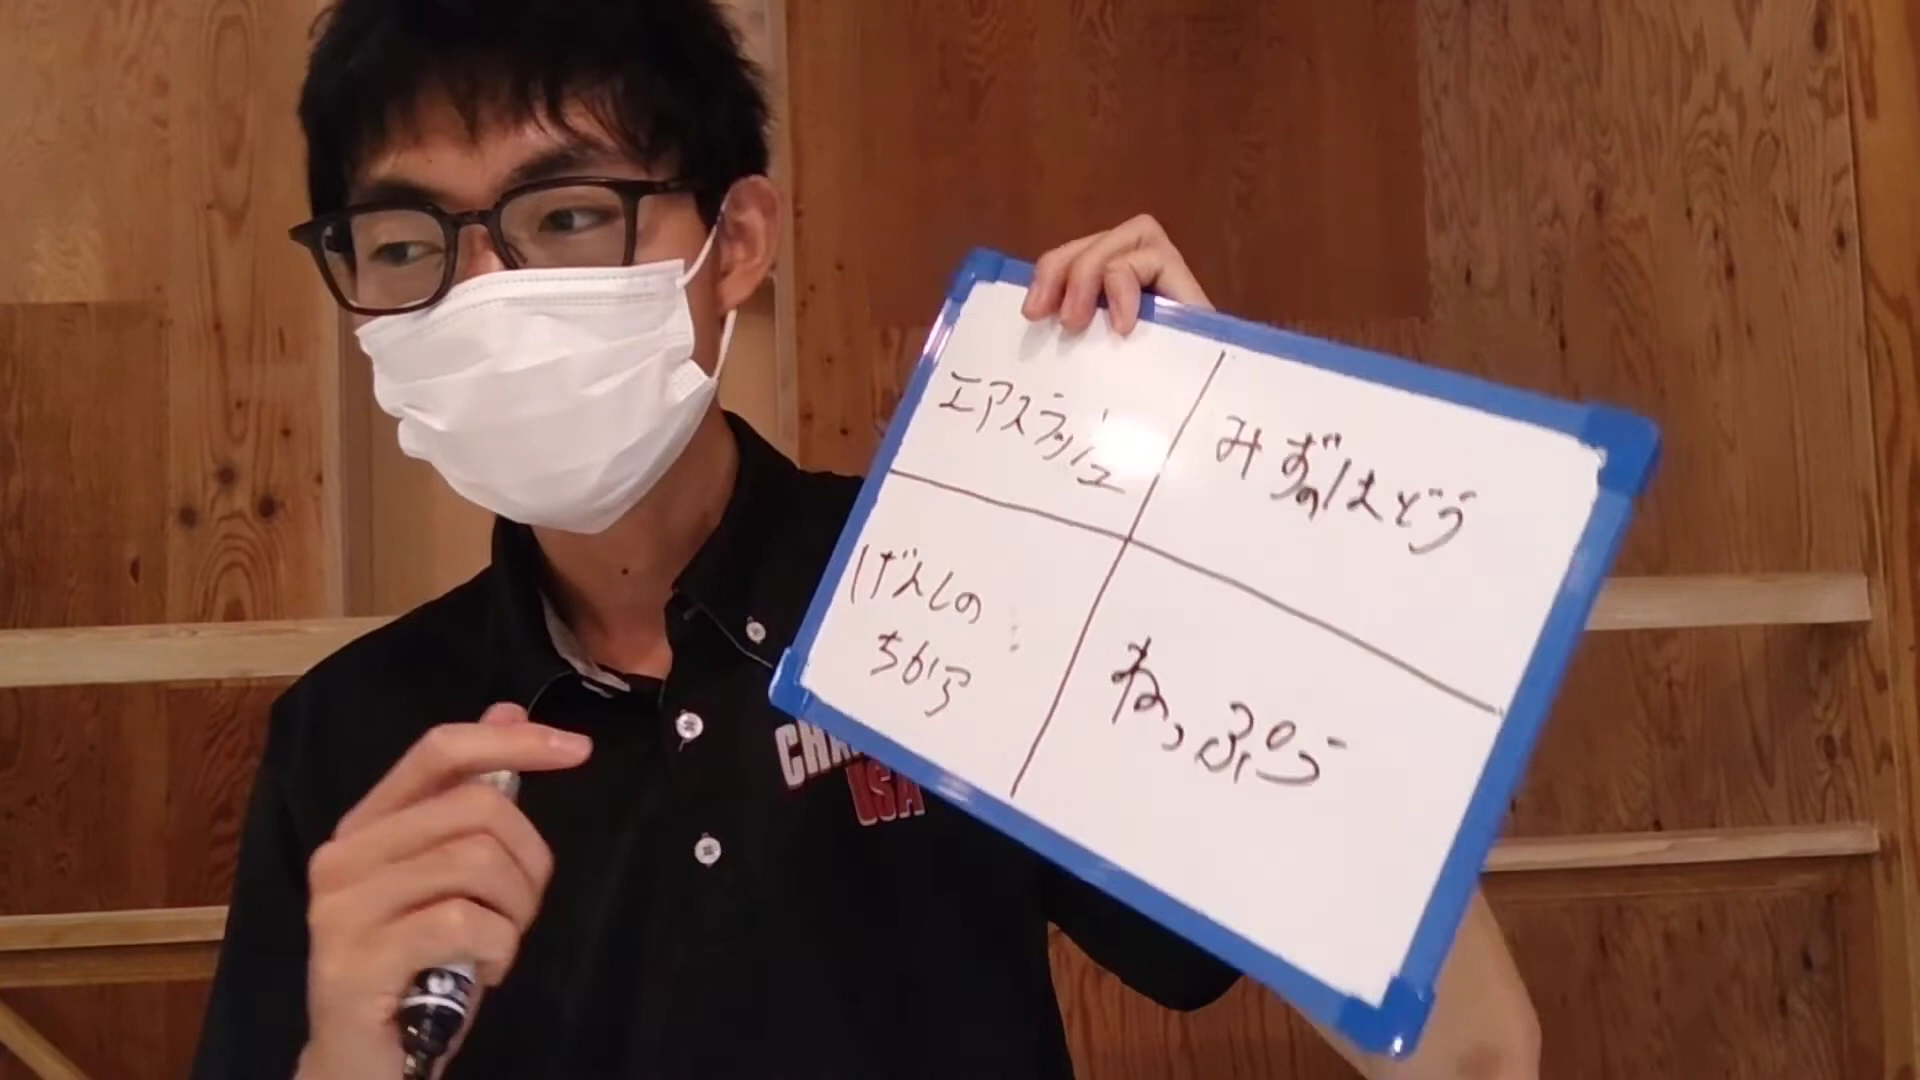 エアスラッシュ
みずのはどう
げんしの
ちから
ねっぷう
USA